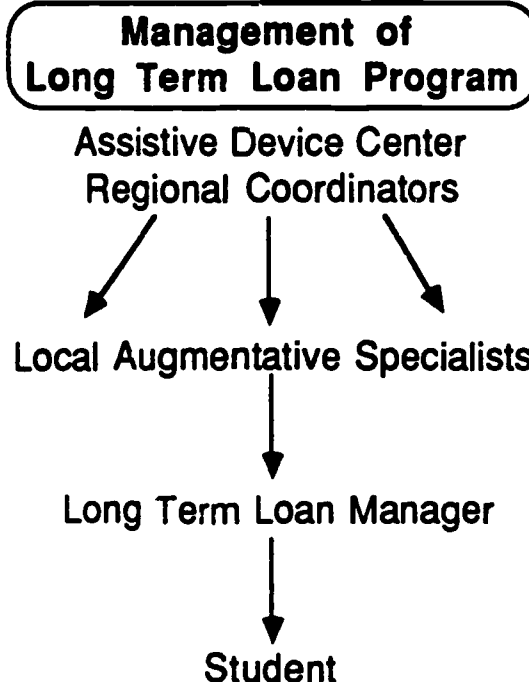 Management of
Long Term Loan Program
Assistive Device Center
Regional Coordinators
Local Augmentative Specialists
Long Term Loan Manager
Student